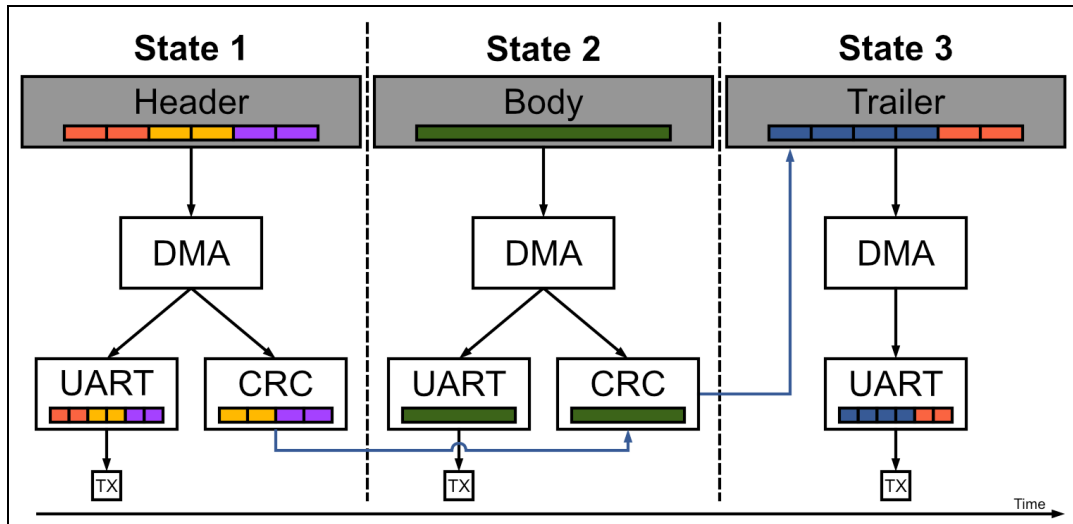 State 1
State 2
State 3
Header
Body
Trailer
DMA
DMA
DMA
UART
CRC
UART
CRC
UART
TX
TX
TX
Time